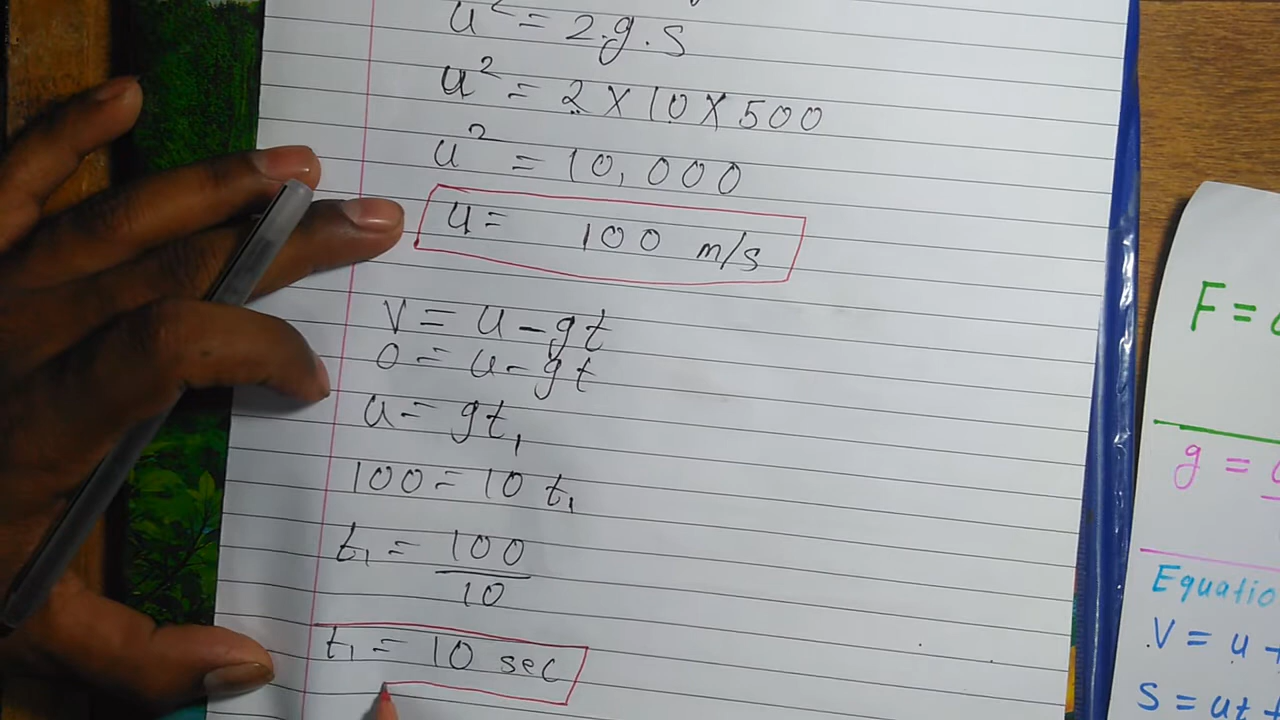 u² = 2.g.s
u² = 2 X 10 X 500
u² = 10,000
u = 100 m/s
V = u - gt
0 = u - gt
u = gt₁
100 = 10 t₁
t₁ = 100/10
t₁ = 10 sec
F =
g =
V = u +
S = ut +